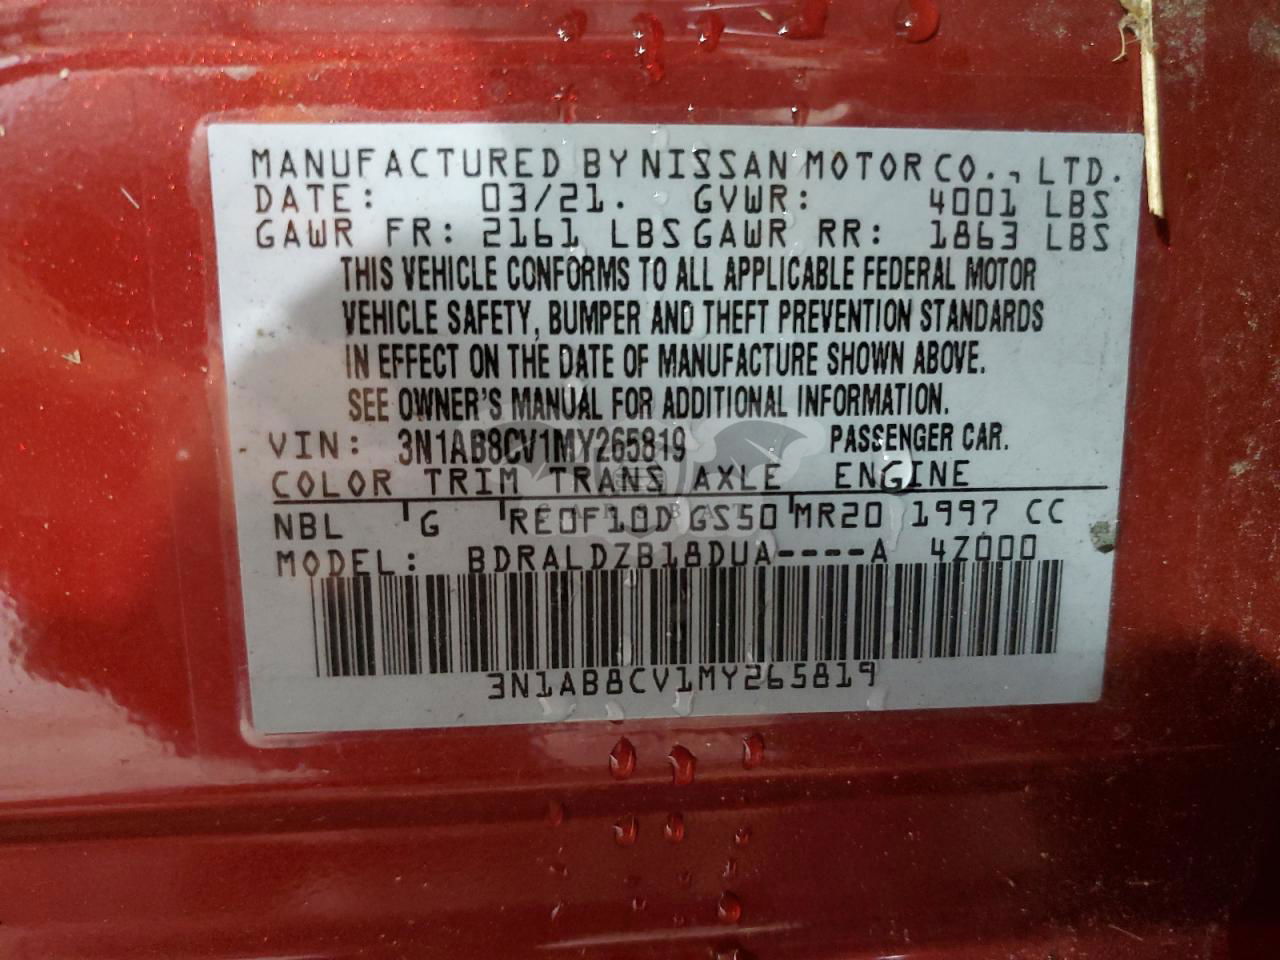 MANUFACTURED BY NISSAN MOTOR CO., LTD.
DATE: 03/21. GVWR: 4001 LBS
GAWR FR: 2161 LBS GAWR RR: 1863 LBS
THIS VEHICLE CONFORMS TO ALL APPLICABLE FEDERAL MOTOR
VEHICLE SAFETY, BUMPER AND THEFT PREVENTION STANDARDS
IN EFFECT ON THE DATE OF MANUFACTURE SHOWN ABOVE.
SEE OWNER'S MANUAL FOR ADDITIONAL INFORMATION.
VIN: 3N1AB8CV1MY265819 PASSENGER CAR.
COLOR TRIM TRANS AXLE ENGINE
NBL G RE0F10D GS50 MR20 1997 CC
CAR BAT
MODEL: BDRALDZB18DUA----A 4Z000
3N1AB8CV1MY265819